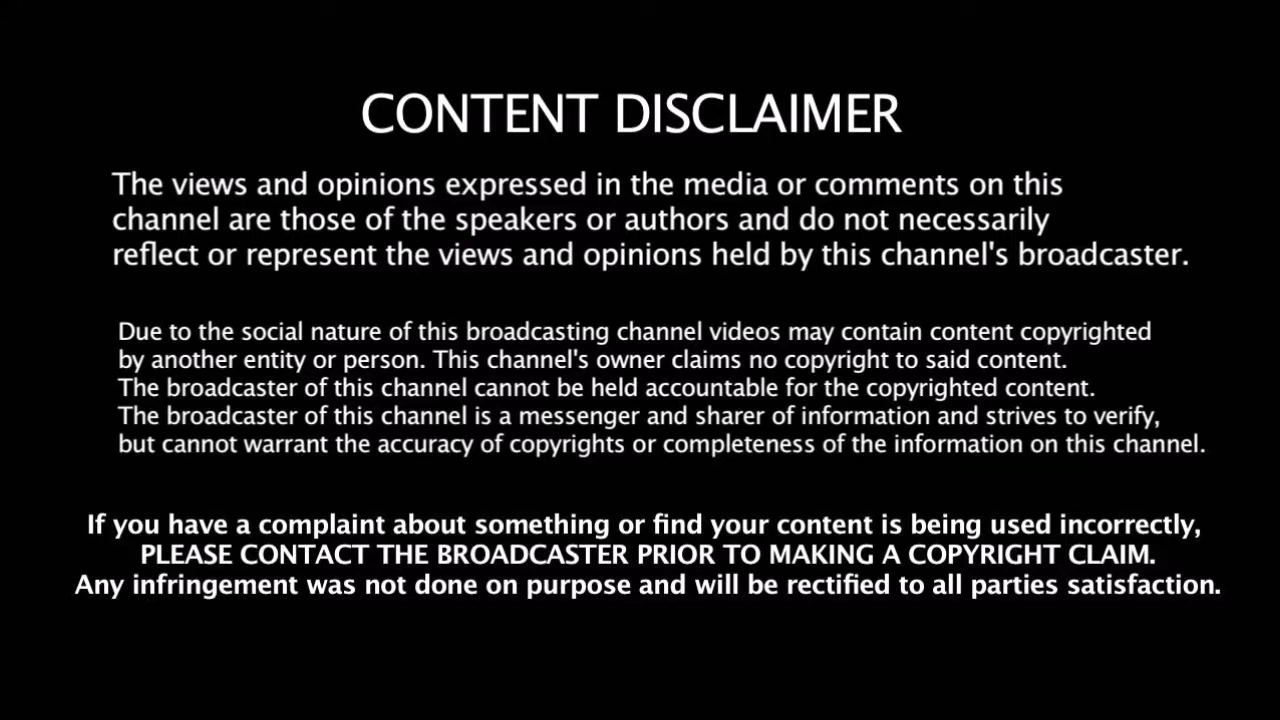 CONTENT DISCLAIMER
The views and opinions expressed in the media or comments on this
channel are those of the speakers or authors and do not necessarily
reflect or represent the views and opinions held by this channel's broadcaster.
Due to the social nature of this broadcasting channel videos may contain content copyrighted
by another entity or person. This channel's owner claims no copyright to said content.
The broadcaster of this channel cannot be held accountable for the copyrighted content.
The broadcaster of this channel is a messenger and sharer of information and strives to verify,
but cannot warrant the accuracy of copyrights or completeness of the information on this channel.
If you have a complaint about something or find your content is being used incorrectly,
PLEASE CONTACT THE BROADCASTER PRIOR TO MAKING A COPYRIGHT CLAIM.
Any infringement was not done on purpose and will be rectified to all parties satisfaction.